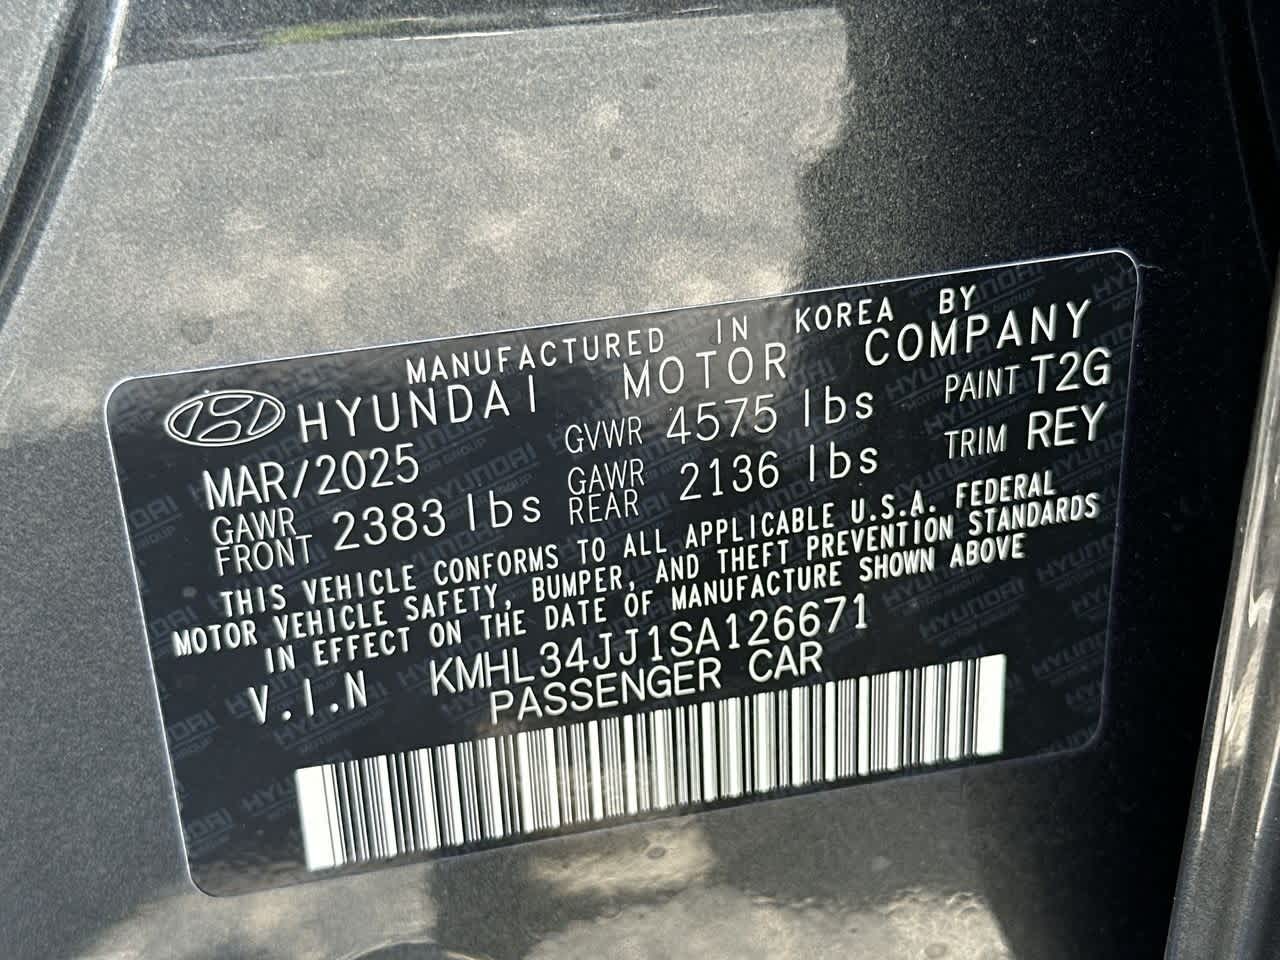 MANUFACTURED IN KOREA BY
HYUNDAI MOTOR COMPANY
MAR/2025 GVWR 4575 lbs PAINT T2G
GAWR FRONT 2383 lbs GAWR REAR 2136 lbs TRIM REY
THIS VEHICLE CONFORMS TO ALL APPLICABLE U.S.A. FEDERAL
MOTOR VEHICLE SAFETY, BUMPER, AND THEFT PREVENTION STANDARDS
IN EFFECT ON THE DATE OF MANUFACTURE SHOWN ABOVE
V.I.N KMHL34JJ1SA126671
PASSENGER CAR